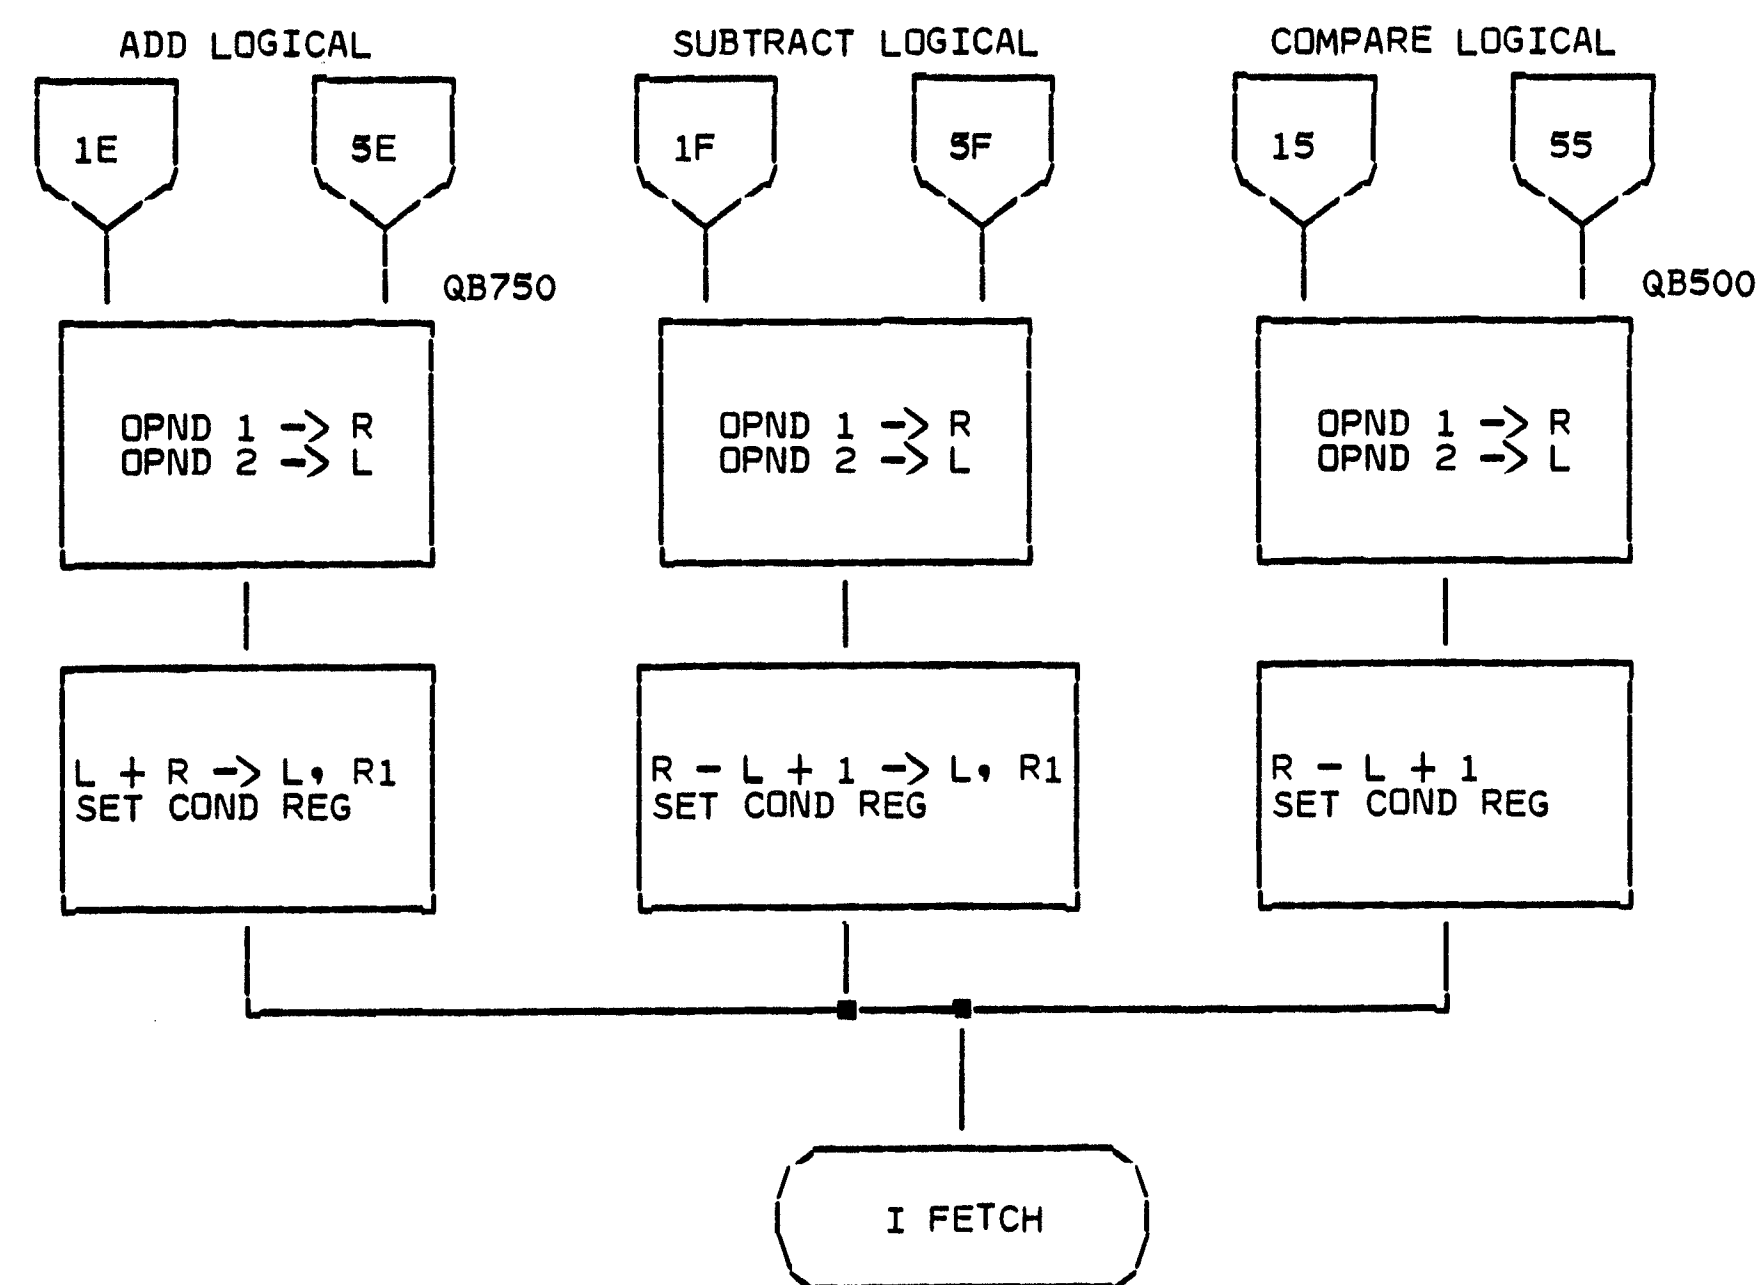 ADD LOGICAL
SUBTRACT LOGICAL
COMPARE LOGICAL
1E
5E
1F
5F
15
55
QB750
QB500
OPND 1 -> R
OPND 2 -> L
OPND 1 -> R
OPND 2 -> L
OPND 1 -> R
OPND 2 -> L
L + R -> L, R1
SET COND REG
R - L + 1 -> L, R1
SET COND REG
R - L + 1
SET COND REG
I FETCH